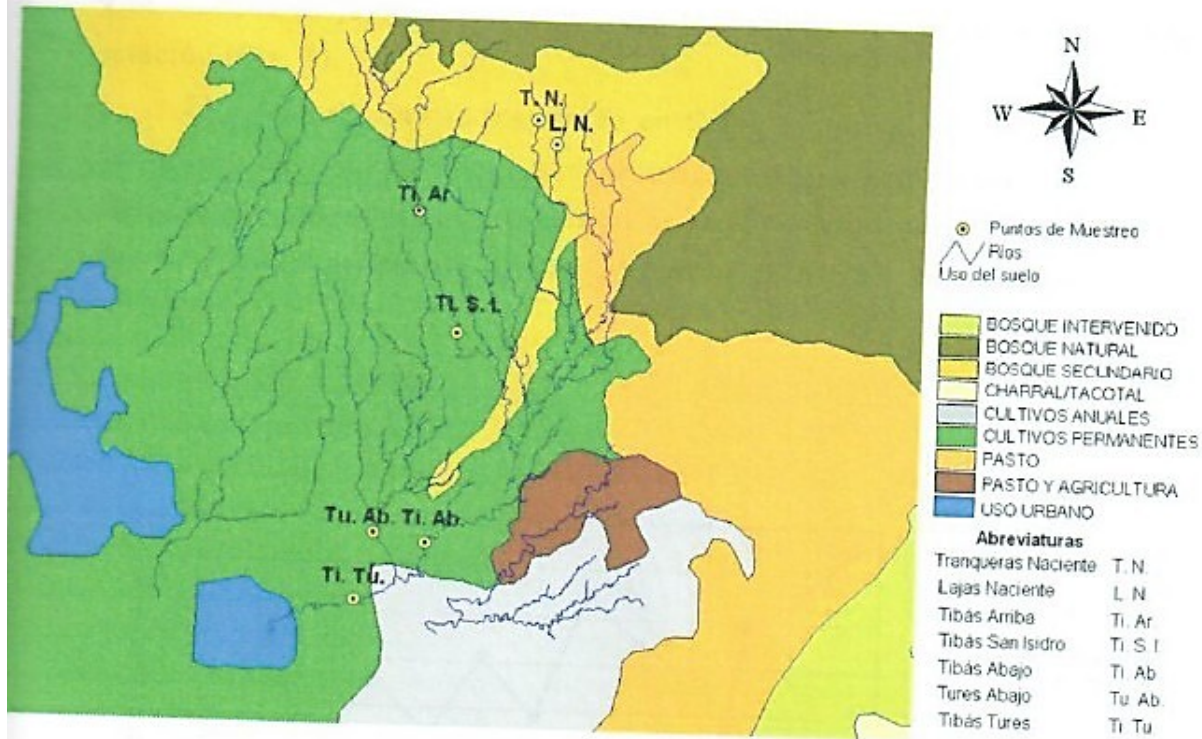 N
W E
S
T. N.
L. N.
Ti. Ar
Ti. S. I.
Tu. Ab. Ti. Ab.
Ti. Tu.
Puntos de Muestreo
Ríos
Uso del suelo
BOSQUE INTERVENIDO
BOSQUE NATURAL
BOSQUE SECUNDARIO
CHARRAL/TACOTAL
CULTIVOS ANUALES
CULTIVOS PERMANENTES
PASTO
PASTO Y AGRICULTURA
USO URBANO
Abreviaturas
Tranqueras Naciente T. N.
Lajas Naciente L. N
Tibás Arriba Ti. Ar
Tibás San Isidro Ti. S. I.
Tibás Abajo Ti. Ab
Tures Abajo Tu. Ab.
Tibás Tures Ti. Tu